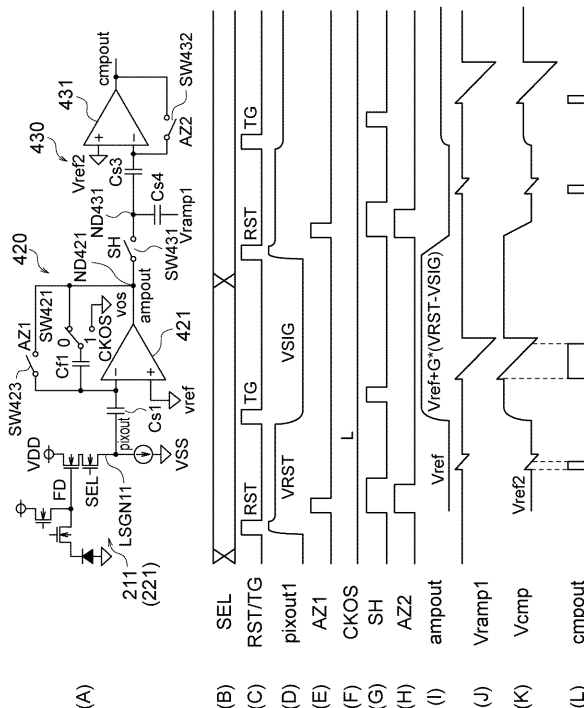 (A)
211
(221)
FD
VDD
SEL
LSGN11
VSS
pixout
Cs1
SW423
AZ1
Cf1
SW421
0
1
CKOS
vref
421
420
vos
ampout
ND421
SH
SW431
ND431
Vramp1
Cs4
Cs3
430
Vref2
431
AZ2
SW432
cmpout
(B) SEL
(C) RST/TG RST TG RST TG
(D) pixout1 VRST VSIG
(E) AZ1
(F) CKOS L
(G) SH
(H) AZ2
(I) ampout Vref Vref+G*(VRST-VSIG)
(J) Vramp1
(K) Vcmp Vref2
(L) cmpout